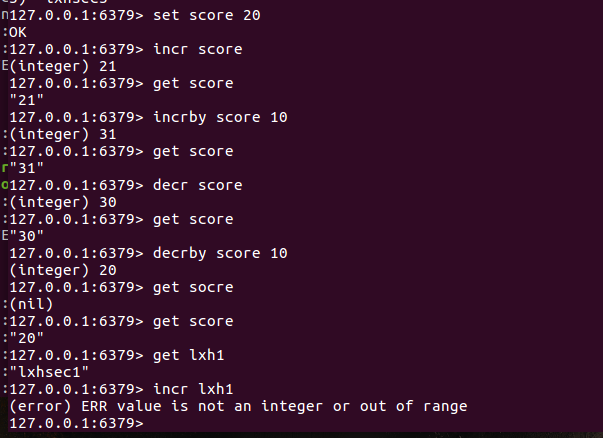 127.0.0.1:6379> set score 20
OK
127.0.0.1:6379> incr score
(integer) 21
127.0.0.1:6379> get score
"21"
127.0.0.1:6379> incrby score 10
(integer) 31
127.0.0.1:6379> get score
"31"
127.0.0.1:6379> decr score
(integer) 30
127.0.0.1:6379> get score
"30"
127.0.0.1:6379> decrby score 10
(integer) 20
127.0.0.1:6379> get socre
(nil)
127.0.0.1:6379> get score
"20"
127.0.0.1:6379> get lxh1
"lxhsec1"
127.0.0.1:6379> incr lxh1
(error) ERR value is not an integer or out of range
127.0.0.1:6379>